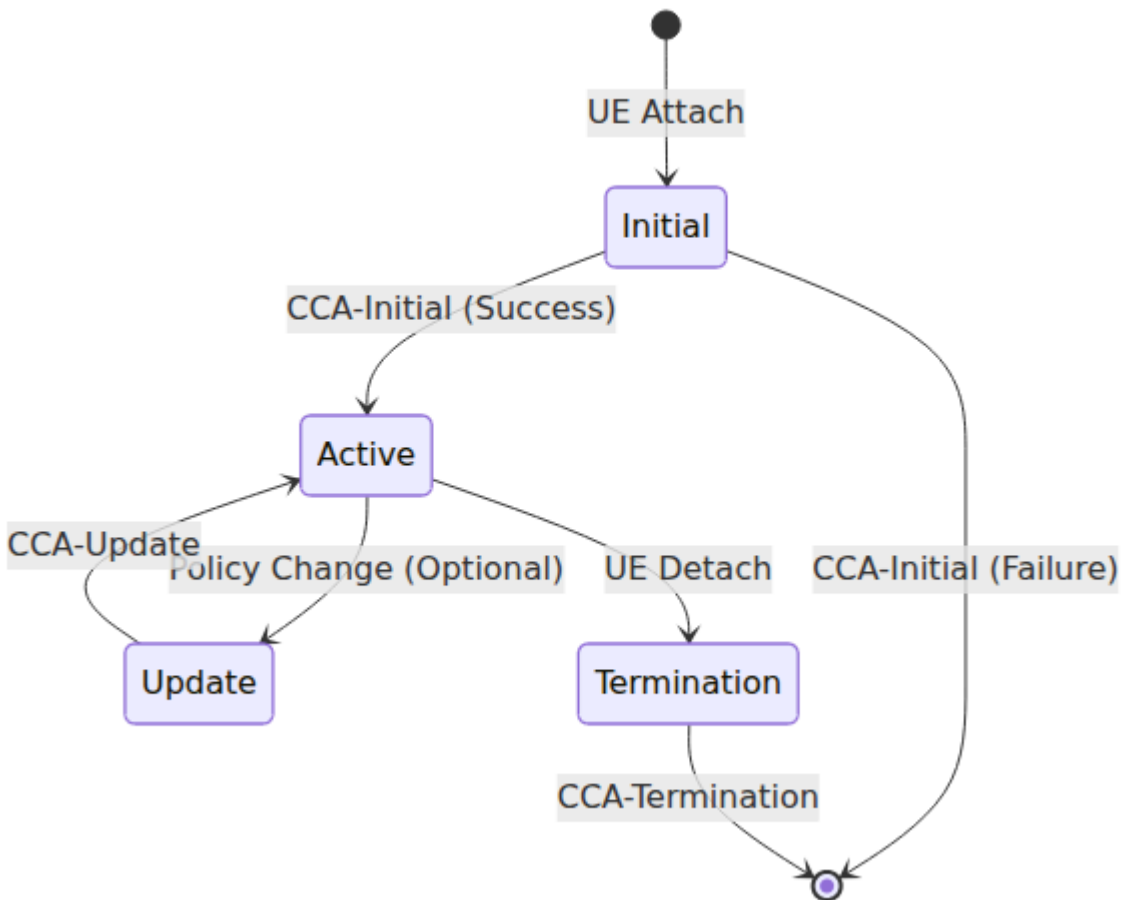 UE Attach
Initial
CCA-Initial (Success)
Active
CCA-Update
Policy Change (Optional)
UE Detach
CCA-Initial (Failure)
Update
Termination
CCA-Termination